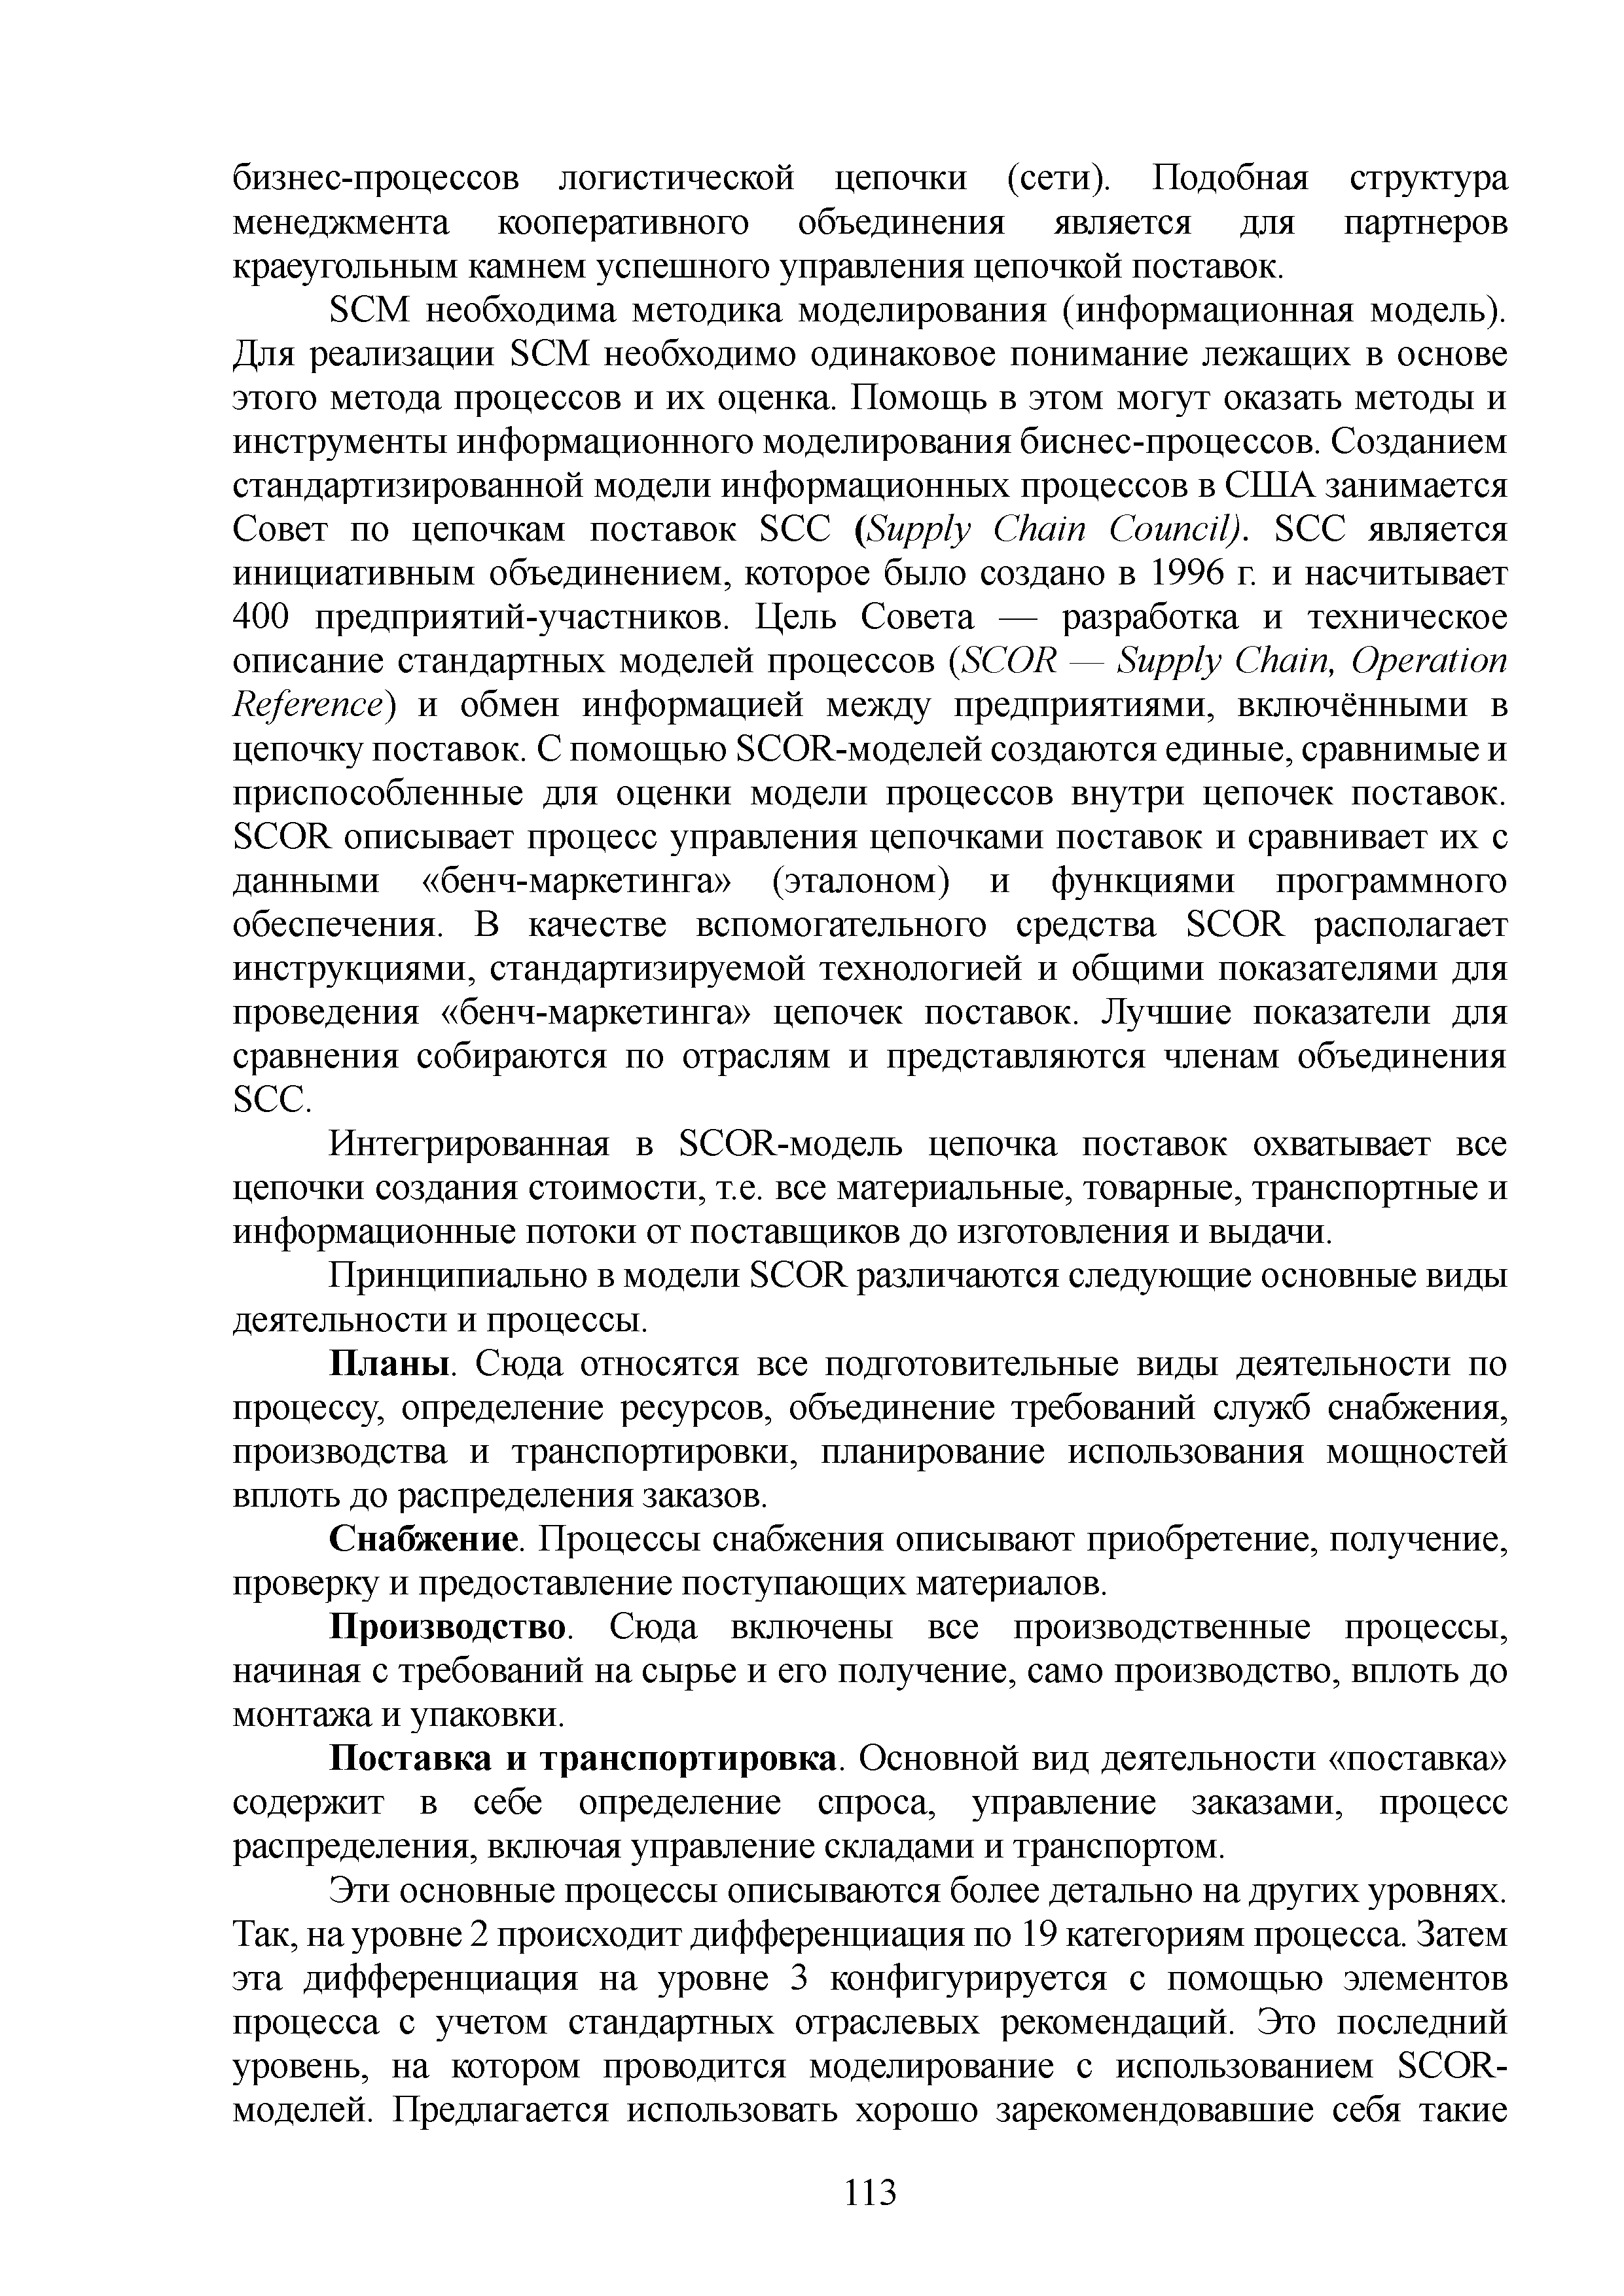 бизнес-процессов логистической цепочки (сети). Подобная структура
менеджмента кооперативного объединения является для партнеров
краеугольным камнем успешного управления цепочкой поставок.
SCM необходима методика моделирования (информационная модель).
Для реализации SCM необходимо одинаковое понимание лежащих в основе
этого метода процессов и их оценка. Помощь в этом могут оказать методы и
инструменты информационного моделирования биснес-процессов. Созданием
стандартизированной модели информационных процессов в США занимается
Совет по цепочкам поставок SCC (Supply Chain Council). SCC является
инициативным объединением, которое было создано в 1996 г. и насчитывает
400 предприятий-участников. Цель Совета — разработка и техническое
описание стандартных моделей процессов (SCOR — Supply Chain, Operation
Reference) и обмен информацией между предприятиями, включёнными в
цепочку поставок. С помощью SCOR-моделей создаются единые, сравнимые и
приспособленные для оценки модели процессов внутри цепочек поставок.
SCOR описывает процесс управления цепочками поставок и сравнивает их с
данными «бенч-маркетинга» (эталоном) и функциями программного
обеспечения. В качестве вспомогательного средства SCOR располагает
инструкциями, стандартизируемой технологией и общими показателями для
проведения «бенч-маркетинга» цепочек поставок. Лучшие показатели для
сравнения собираются по отраслям и представляются членам объединения
SCC.
Интегрированная в SCOR-модель цепочка поставок охватывает все
цепочки создания стоимости, т.е. все материальные, товарные, транспортные и
информационные потоки от поставщиков до изготовления и выдачи.
Принципиально в модели SCOR различаются следующие основные виды
деятельности и процессы.
Планы. Сюда относятся все подготовительные виды деятельности по
процессу, определение ресурсов, объединение требований служб снабжения,
производства и транспортировки, планирование использования мощностей
вплоть до распределения заказов.
Снабжение. Процессы снабжения описывают приобретение, получение,
проверку и предоставление поступающих материалов.
Производство. Сюда включены все производственные процессы,
начиная с требований на сырье и его получение, само производство, вплоть до
монтажа и упаковки.
Поставка и транспортировка. Основной вид деятельности «поставка»
содержит в себе определение спроса, управление заказами, процесс
распределения, включая управление складами и транспортом.
Эти основные процессы описываются более детально на других уровнях.
Так, на уровне 2 происходит дифференциация по 19 категориям процесса. Затем
эта дифференциация на уровне 3 конфигурируется с помощью элементов
процесса с учетом стандартных отраслевых рекомендаций. Это последний
уровень, на котором проводится моделирование с использованием SCOR-
моделей. Предлагается использовать хорошо зарекомендовавшие себя такие
113